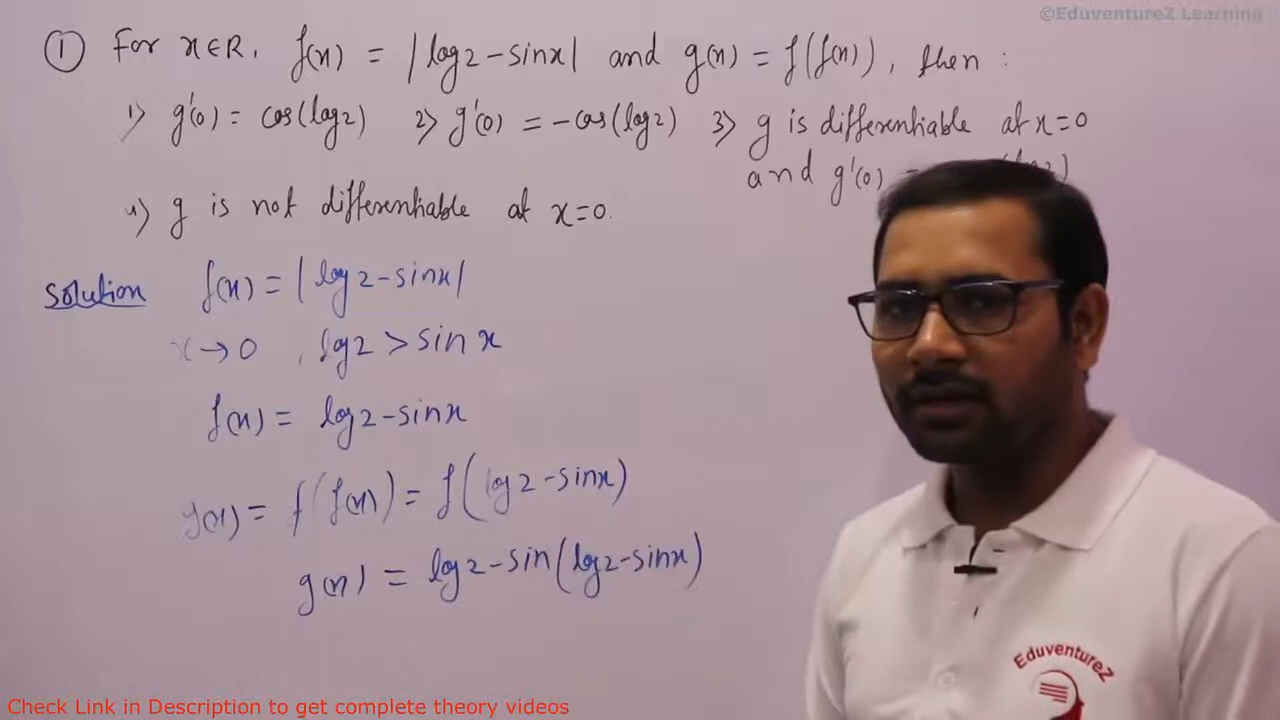 ©EduventureZ Learning
① For x∈R, f(x) = |log2-sinx| and g(x) = f(f(x)), then :
1) g'(0) = cos(log2) 2) g'(0) = -cos(log2) 3) g is differentiable at x=0
and g'(0) =
4) g is not differentiable at x=0.
Solution f(x) = |log2-sinx|
x→0, log2 > sinx
f(x) = log2-sinx
g(x) = f(f(x)) = f(log2-sinx)
g(x) = log2-sin(log2-sinx)
EduventureZ
Check Link in Description to get complete theory videos